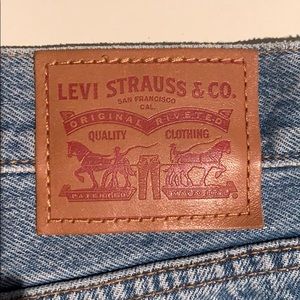 LEVI STRAUSS & CO.
SAN FRANCISCO
CAL.
ORIGINAL RIVETED
QUALITY CLOTHING